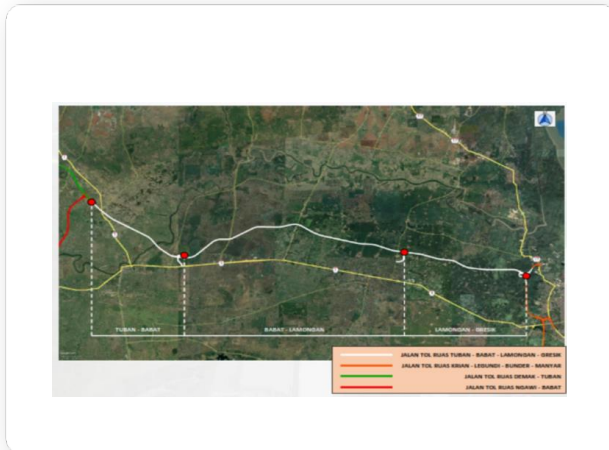 TUBAN - BABAT
BABAT - LAMONGAN
LAMONGAN - GRESIK
JALAN TOL RUAS TUBAN - BABAT - LAMONGAN - GRESIK
JALAN TOL RUAS KRIAN - LEGUNDI - BUNDER - MANYAR
JALAN TOL RUAS DEMAK - TUBAN
JALAN TOL RUAS NGAWI - BABAT